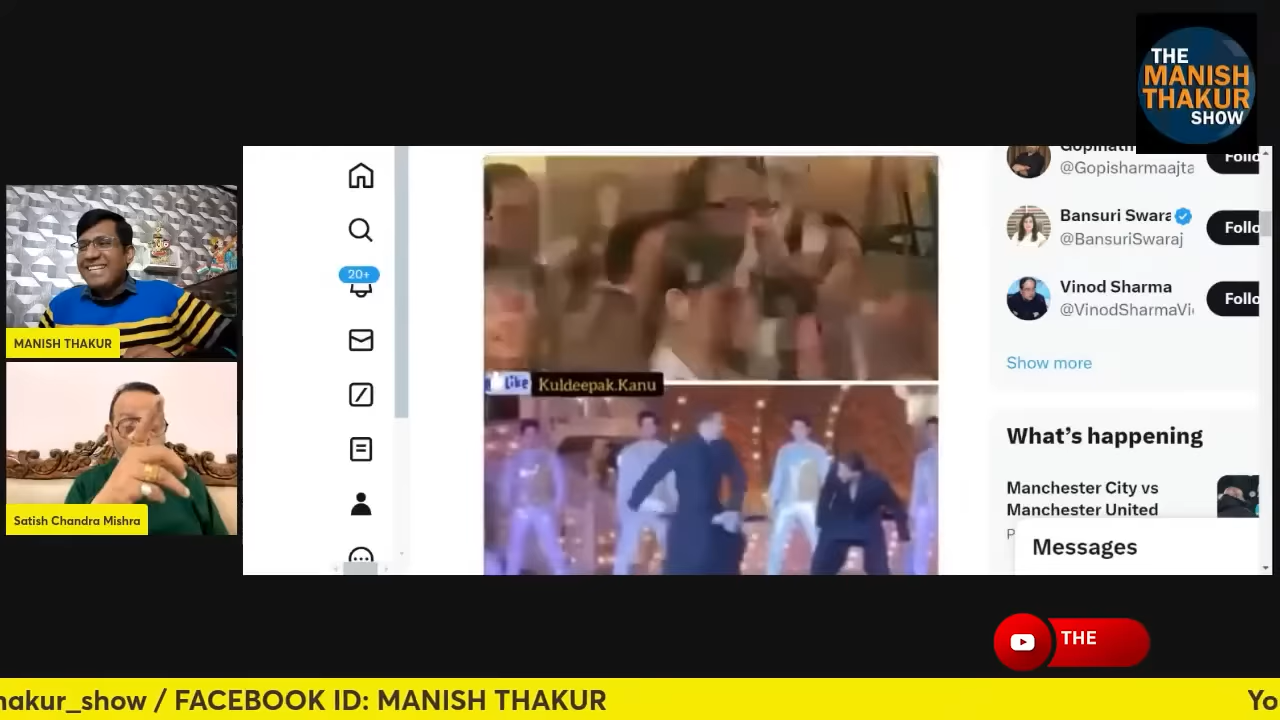 THE
MANISH
THAKUR
SHOW
MANISH THAKUR
Satish Chandra Mishra
20+
Like
Kuldeepak.Kanu
@Gopisharmaajta
Follo
Bansuri Swara
@BansuriSwaraj
Follo
Vinod Sharma
@VinodSharmaVi
Follo
Show more
What's happening
Manchester City vs
Manchester United
Messages
THE
hakur_show / FACEBOOK ID: MANISH THAKUR
Yo